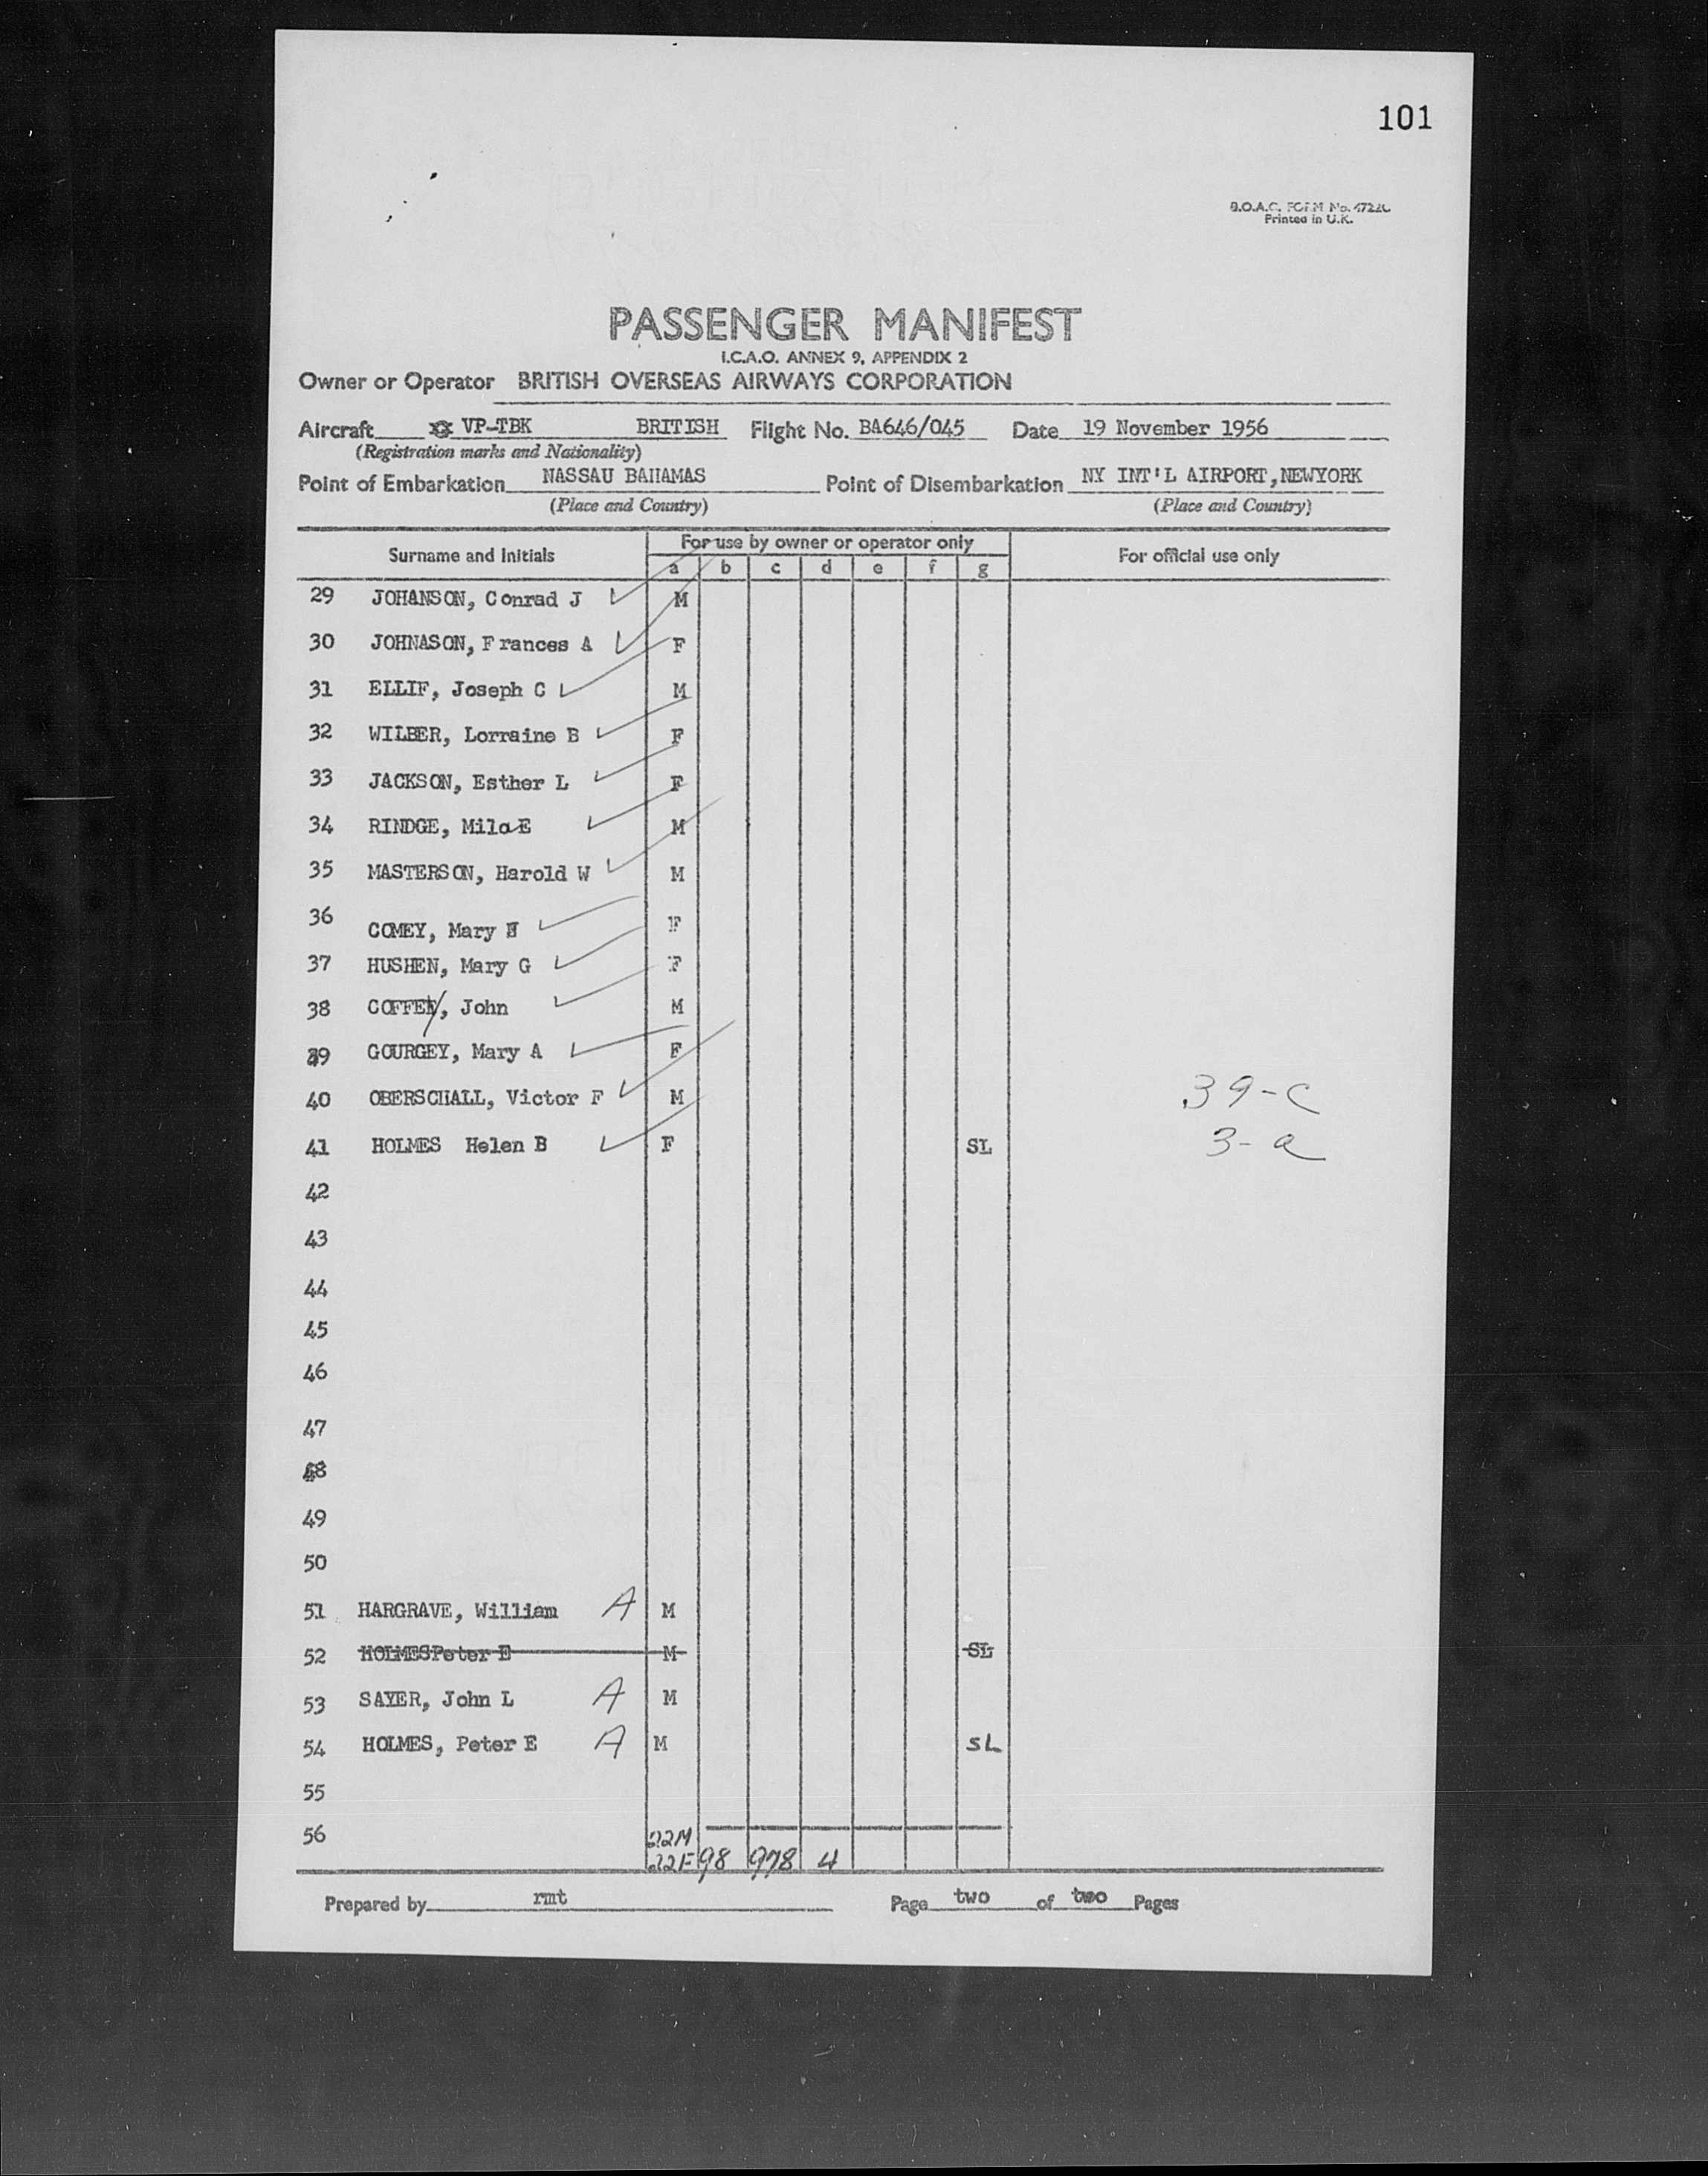 101
B.O.A.C. FORM No.
Printed in U.K.
PASSENGER MANIFEST
I.C.A.O. ANNEX 9, APPENDIX 2
Owner or Operator BRITISH OVERSEAS AIRWAYS CORPORATION
Aircraft VP-TBK BRITISH Flight No. BA646/045 Date 19 November 1956
(Registration marks and Nationality)
Point of Embarkation NASSAU BAHAMAS Point of Disembarkation NY INT'L AIRPORT,NEWYORK
(Place and Country) (Place and Country)
Surname and Initials For use by owner or operator only For official use only
a b c d e f g
29 JOHANSON, Conrad J M
30 JOHNASON, Frances A F
31 ELLIF, Joseph C M
32 WILBER, Lorraine B F
33 JACKSON, Esther L F
34 RINDGE, Milo E M
35 MASTERSON, Harold W M
36 COMEY, Mary F
37 HUSHEN, Mary G F
38 COFFEY, John M
39 GOURGEY, Mary A F
40 OBERSCHALL, Victor F M 39-C
41 HOLMES Helen B F SL 3-a
42
43
44
45
46
47
48
49
50
51 HARGRAVE, William A M
52 HOLMESPeter E M SL
53 SAYER, John L A M
54 HOLMES, Peter E A M SL
55
56 22M
22F 98 978 4
Prepared by rmt Page two of two Pages